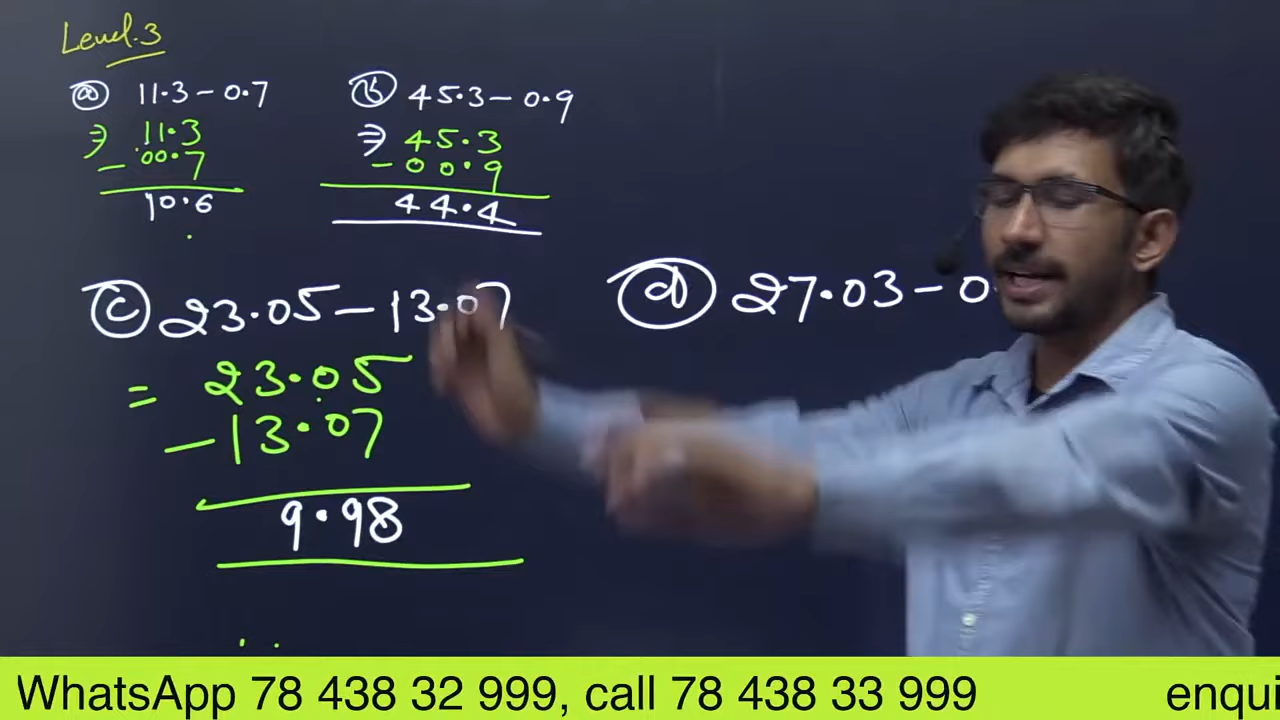 Level.3
ⓐ 11.3 - 0.7
⇒ 11.3
- 00.7
10.6
ⓑ 45.3 - 0.9
⇒ 45.3
- 00.9
44.4
ⓒ 23.05 - 13.07
= 23.05
- 13.07
9.98
ⓓ 27.03 - 0.
WhatsApp 78 438 32 999, call 78 438 33 999 enqui